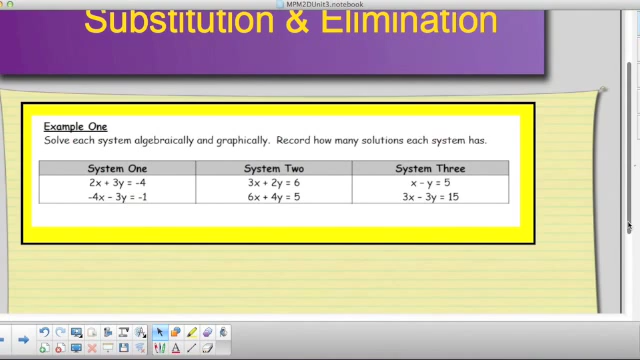 MPM2DUnit3.notebook
Substitution & Elimination
Example One
Solve each system algebraically and graphically. Record how many solutions each system has.
System One System Two System Three
2x + 3y = -4 3x + 2y = 6 x – y = 5
-4x – 3y = -1 6x + 4y = 5 3x – 3y = 15